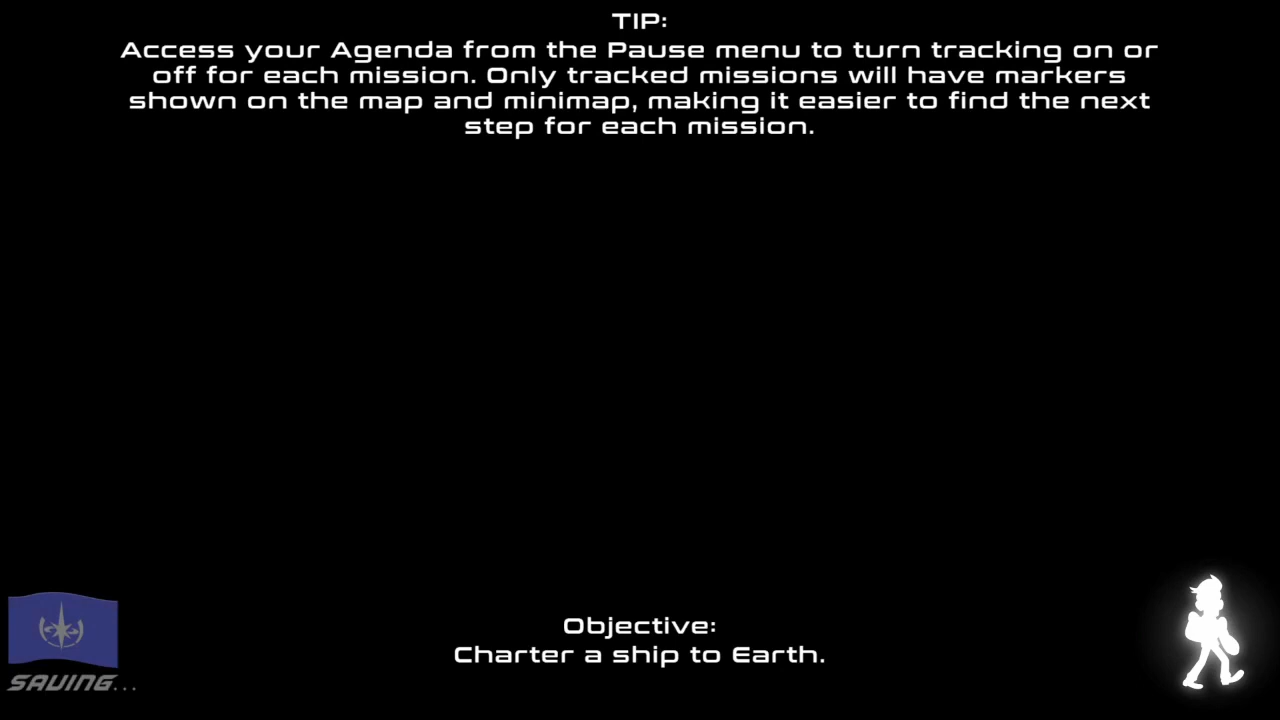 TIP:
Access your Agenda from the Pause menu to turn tracking on or
off for each mission. Only tracked missions will have markers
shown on the map and minimap, making it easier to find the next
step for each mission.
Objective:
Charter a ship to Earth.
SAVING...